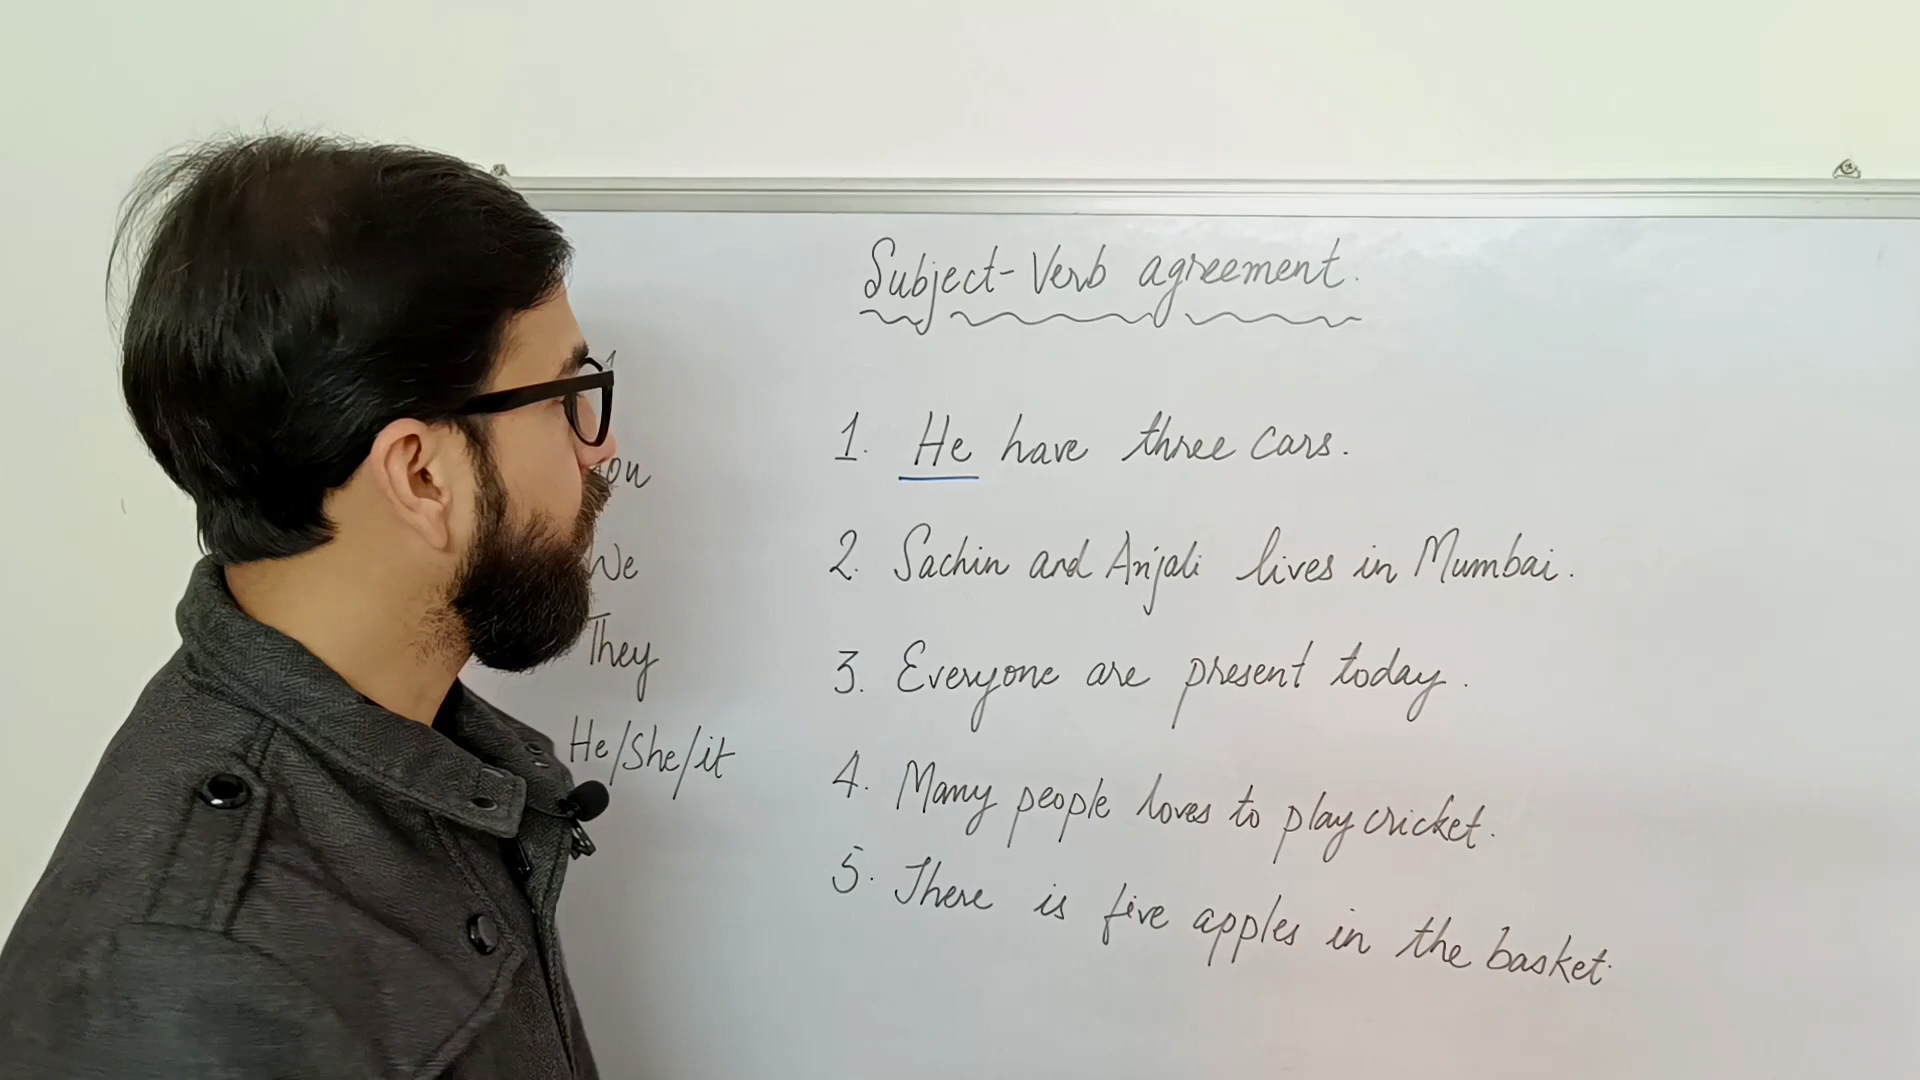 Subject-Verb agreement.
We
They
He/She/it
1. He have three cars.
2. Sachin and Anjali lives in Mumbai.
3. Everyone are present today.
4. Many people loves to play cricket.
5. There is five apples in the basket.